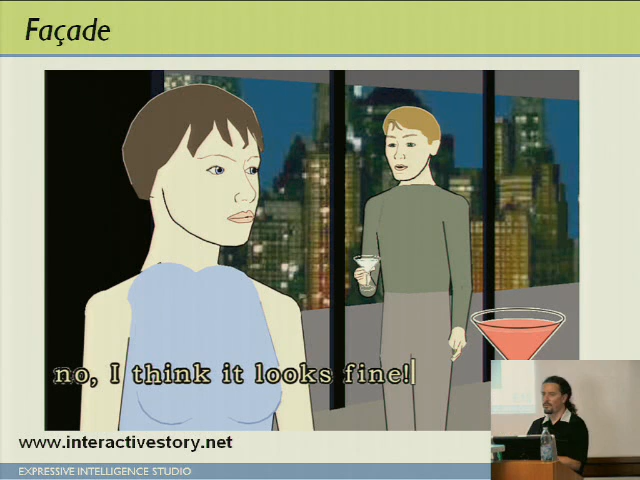 Façade
no, I think it looks fine!
www.interactivestory.net
EXPRESSIVE INTELLIGENCE STUDIO